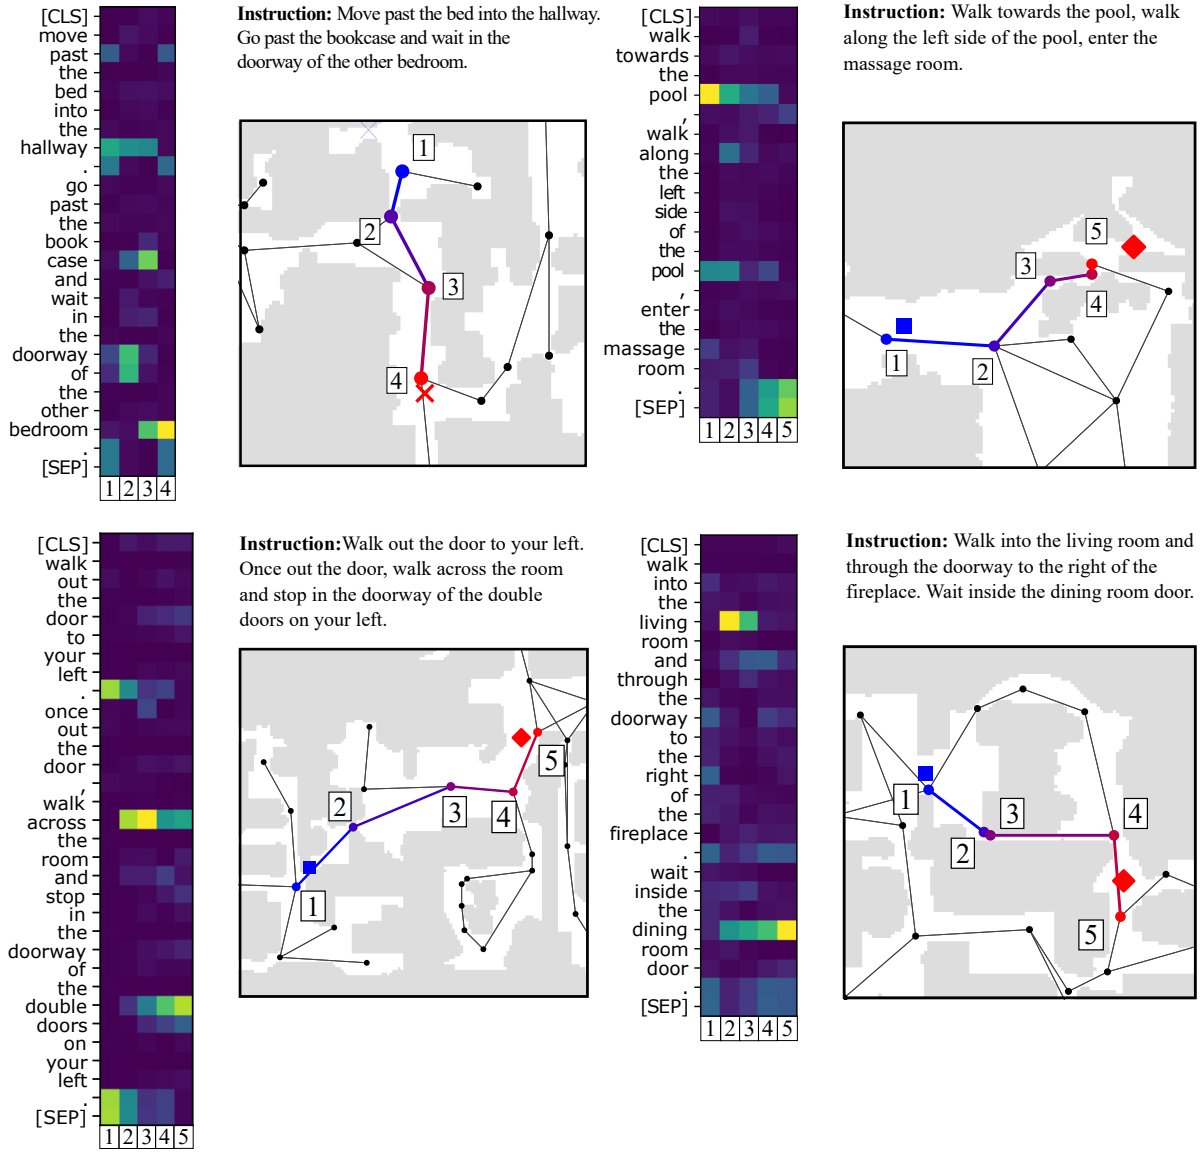 [CLS]
move
past
the
bed
into
the
hallway
.
go
past
the
book
case
and
wait
in
the
doorway
of
the
other
bedroom
.
[SEP]
1 2 3 4
Instruction: Move past the bed into the hallway.
Go past the bookcase and wait in the
doorway of the other bedroom.
1
2
3
4
[CLS]
walk
towards
the
pool
,
walk
along
the
left
side
of
the
pool
,
enter
the
massage
room
.
[SEP]
1 2 3 4 5
Instruction: Walk towards the pool, walk
along the left side of the pool, enter the
massage room.
5
3
4
1
2
[CLS]
walk
out
the
door
to
your
left
.
once
out
the
door
,
walk
across
the
room
and
stop
in
the
doorway
of
the
double
doors
on
your
left
.
[SEP]
1 2 3 4 5
Instruction:Walk out the door to your left.
Once out the door, walk across the room
and stop in the doorway of the double
doors on your left.
5
2
3
4
1
[CLS]
walk
into
the
living
room
and
through
the
doorway
to
the
right
of
the
fireplace
.
wait
inside
the
dining
room
door
.
[SEP]
1 2 3 4 5
Instruction: Walk into the living room and
through the doorway to the right of the
fireplace. Wait inside the dining room door.
1
3
4
2
5